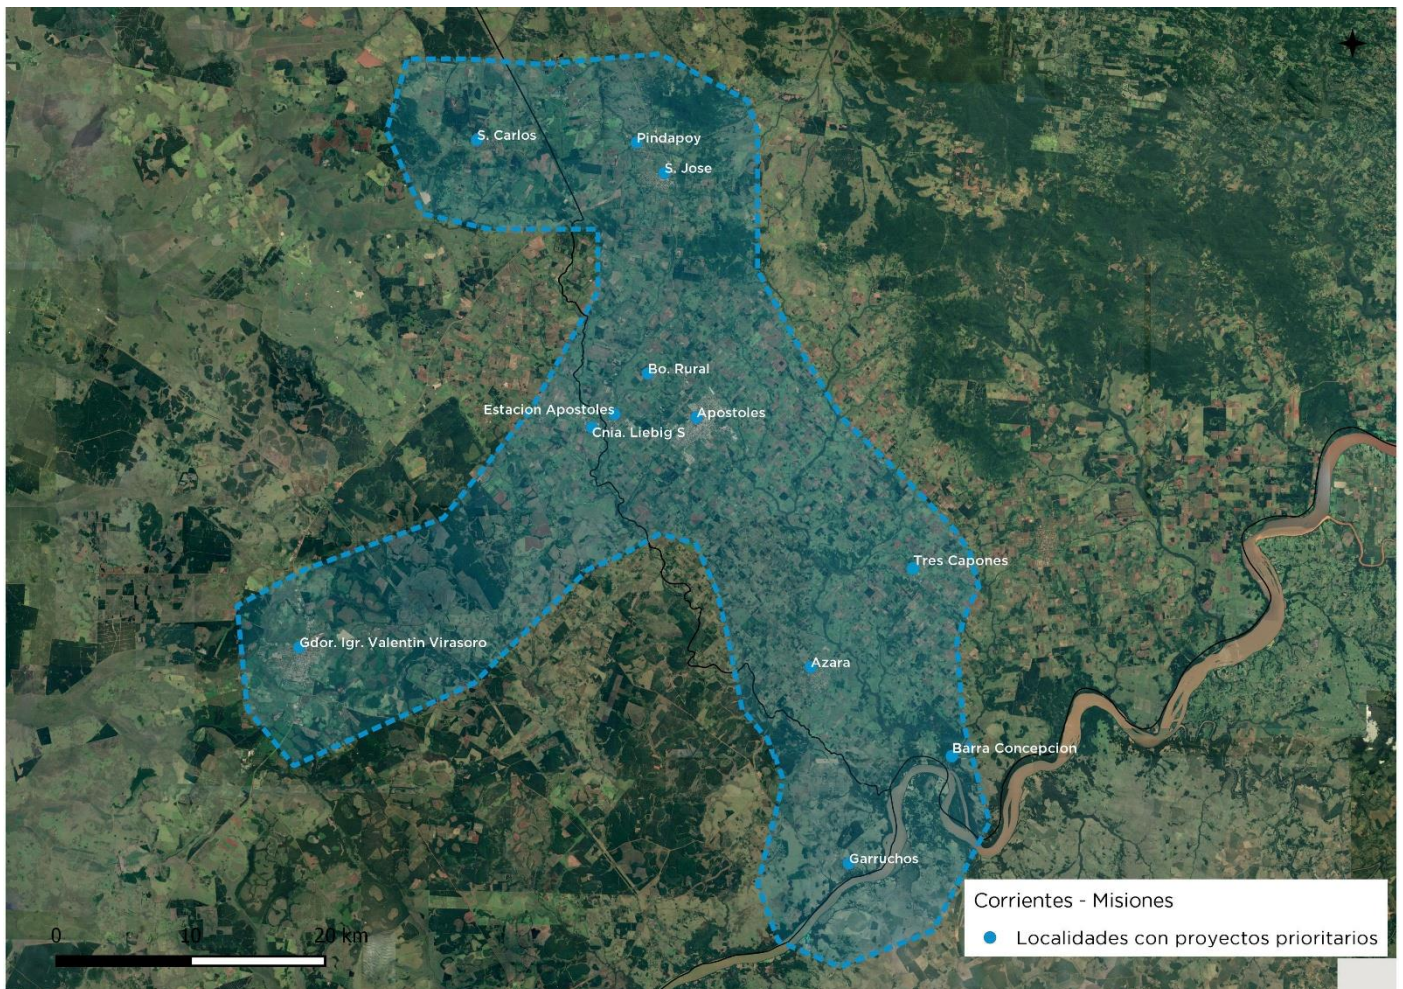 S. Carlos
Pindapoy
S. Jose
Bo. Rural
Estacion Apostoles
Apostoles
Cnia. Liebig S
Tres Capones
Gdor. Igr. Valentin Virasoro
Azara
Barra Concepcion
Garruchos
Corrientes - Misiones
Localidades con proyectos prioritarios
0 10 20 km